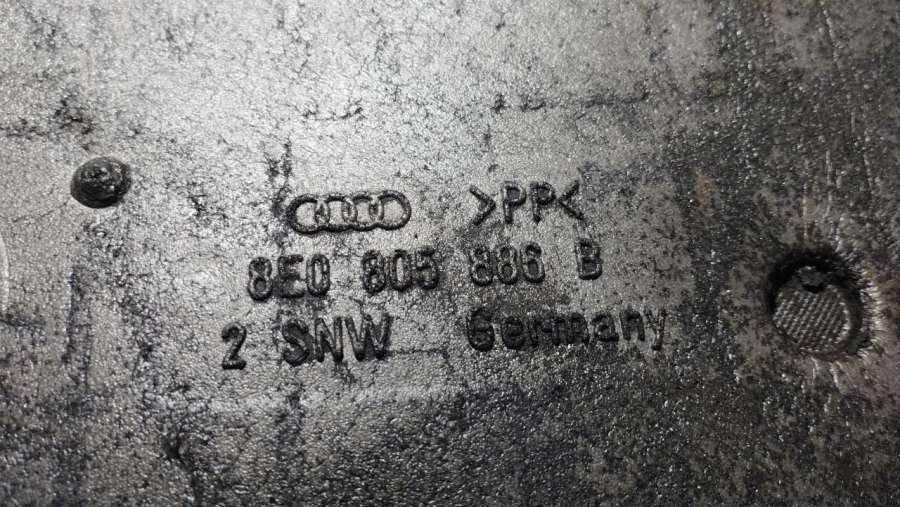 >PP<
8E0 805 886 B
2 SNW Germany